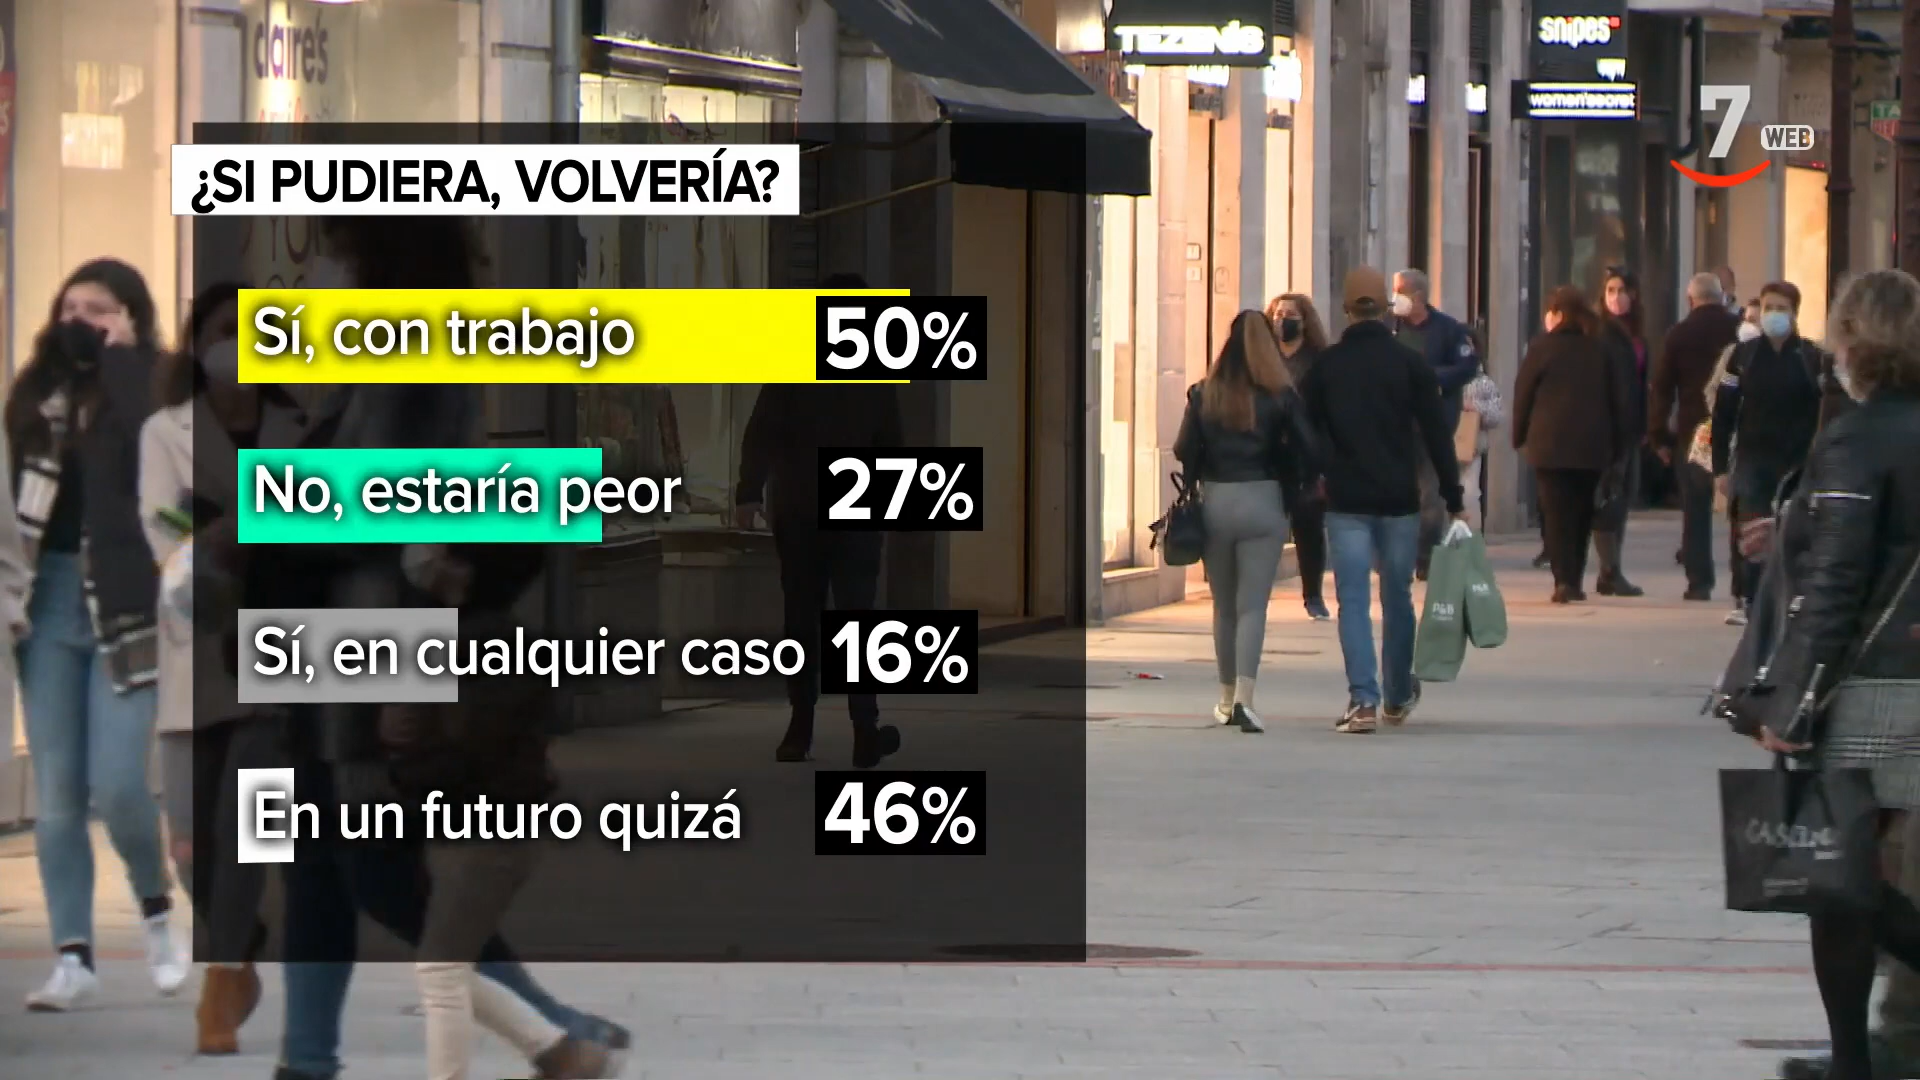 claire's
TEZENIS
snipes
women'secret
7
WEB
¿SI PUDIERA, VOLVERÍA?
Sí, con trabajo 50%
No, estaría peor 27%
Sí, en cualquier caso 16%
En un futuro quizá 46%
P&B